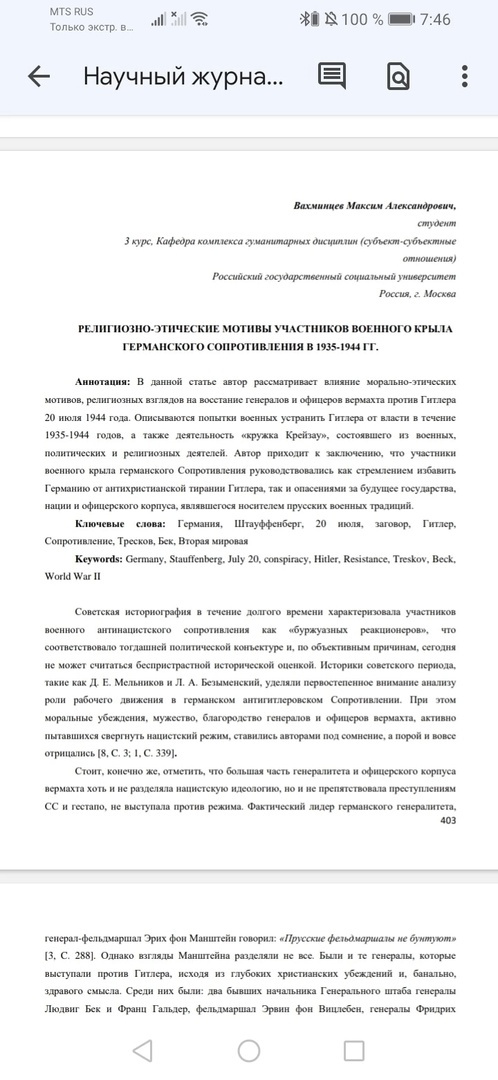 MTS RUS
Только экстр. в...
100 %
7:46
Научный журна...
Вахминцев Максим Александрович,
студент
3 курс, Кафедра комплекса гуманитарных дисциплин (субъект-субъектные
отношения)
Российский государственный социальный университет
Россия, г. Москва
РЕЛИГИОЗНО-ЭТИЧЕСКИЕ МОТИВЫ УЧАСТНИКОВ ВОЕННОГО КРЫЛА
ГЕРМАНСКОГО СОПРОТИВЛЕНИЯ В 1935-1944 ГГ.
Аннотация: В данной статье автор рассматривает влияние морально-этических
мотивов, религиозных взглядов на восстание генералов и офицеров вермахта против Гитлера
20 июля 1944 года. Описываются попытки военных устранить Гитлера от власти в течение
1935-1944 годов, а также деятельность «кружка Крейзау», состоявшего из военных,
политических и религиозных деятелей. Автор приходит к заключению, что участники
военного крыла германского Сопротивления руководствовались как стремлением избавить
Германию от антихристианской тирании Гитлера, так и опасениями за будущее государства,
нации и офицерского корпуса, являвшегося носителем прусских военных традиций.
Ключевые слова: Германия, Штауффенберг, 20 июля, заговор, Гитлер,
Сопротивление, Тресков, Бек, Вторая мировая
Keywords: Germany, Stauffenberg, July 20, conspiracy, Hitler, Resistance, Treskov, Beck,
World War II
Советская историография в течение долгого времени характеризовала участников
военного антинацистского сопротивления как «буржуазных реакционеров», что
соответствовало тогдашней политической конъектуре и, по объективным причинам, сегодня
не может считаться беспристрастной исторической оценкой. Историки советского периода,
такие как Д. Е. Мельников и Л. А. Безыменский, уделяли первостепенное внимание анализу
роли рабочего движения в германском антигитлеровском Сопротивлении. При этом
моральные убеждения, мужество, благородство генералов и офицеров вермахта, активно
пытавшихся свергнуть нацистский режим, ставились авторами под сомнение, а порой и вовсе
отрицались [8, С. 3; 1, С. 339].
Стоит, конечно же, отметить, что большая часть генералитета и офицерского корпуса
вермахта хоть и не разделяла нацистскую идеологию, но и не препятствовала преступлениям
СС и гестапо, не выступала против режима. Фактический лидер германского генералитета,
403
генерал-фельдмаршал Эрих фон Манштейн говорил: «Прусские фельдмаршалы не бунтуют»
[3, С. 288]. Однако взгляды Манштейна разделяли не все. Были и те генералы, которые
выступали против Гитлера, исходя из глубоких христианских убеждений и, банально,
здравого смысла. Среди них были: два бывших начальника Генерального штаба генералы
Людвиг Бек и Франц Гальдер, фельдмаршал Эрвин фон Вицлебен, генералы Фридрих